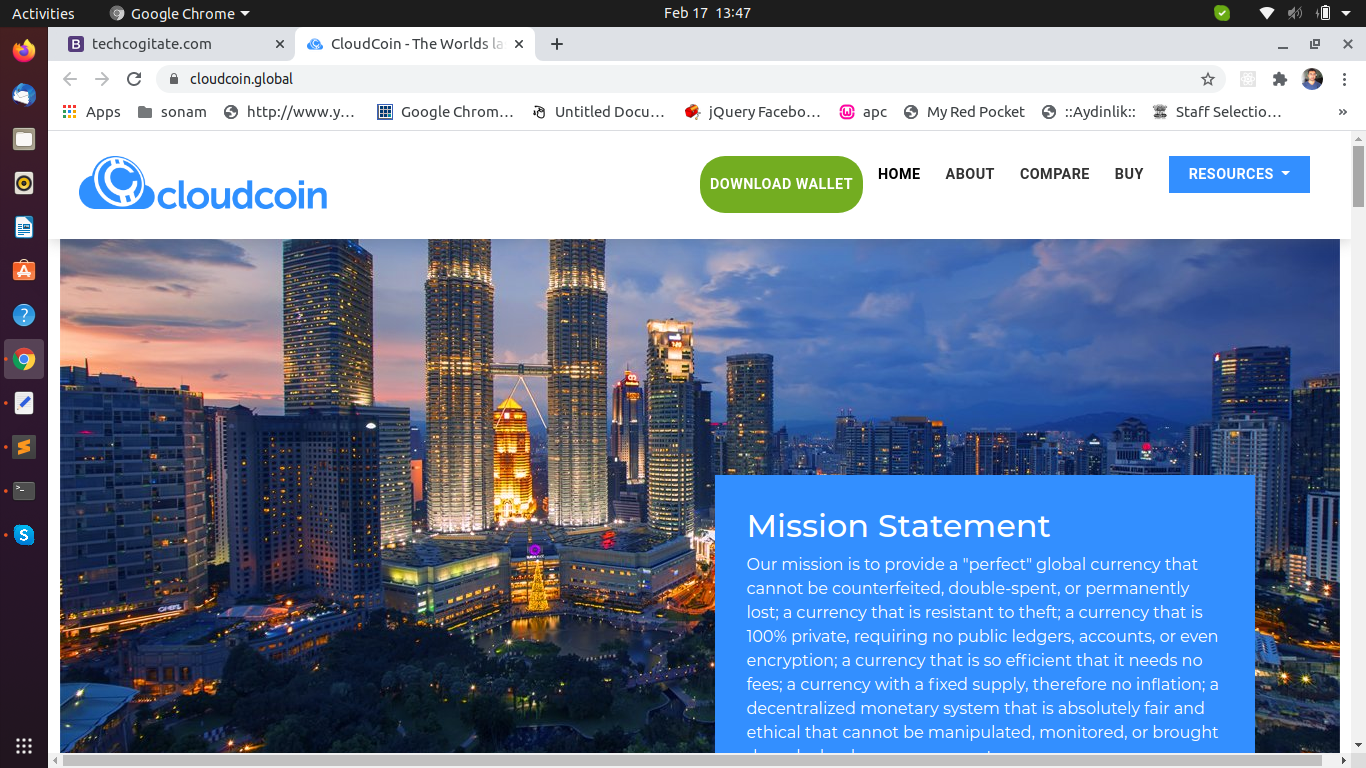 Activities
Google Chrome
Feb 17 13:47
techcogitate.com
CloudCoin - The Worlds la
cloudcoin.global
Apps
sonam
http://www.y…
Google Chrom…
Untitled Docu…
jQuery Facebo…
apc
My Red Pocket
::Aydinlik::
Staff Selectio…
»
cloudcoin
DOWNLOAD WALLET
HOME
ABOUT
COMPARE
BUY
RESOURCES
Mission Statement
Our mission is to provide a "perfect" global currency that
cannot be counterfeited, double-spent, or permanently
lost; a currency that is resistant to theft; a currency that is
100% private, requiring no public ledgers, accounts, or even
encryption; a currency that is so efficient that it needs no
fees; a currency with a fixed supply, therefore no inflation; a
decentralized monetary system that is absolutely fair and
ethical that cannot be manipulated, monitored, or brought